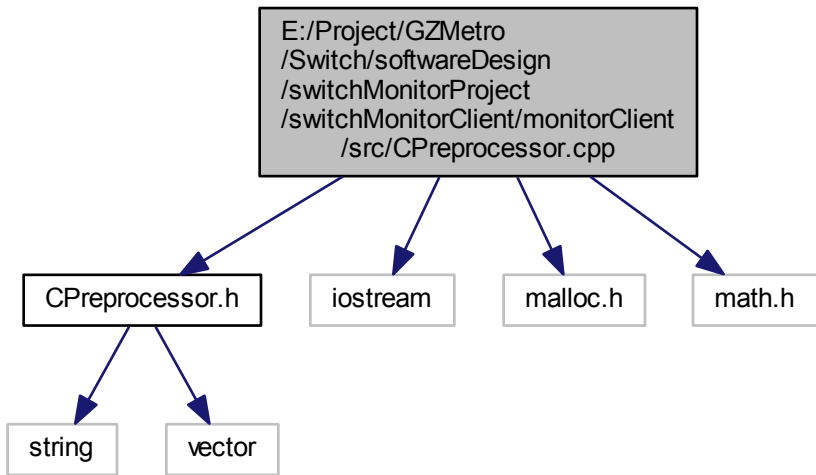 E:/Project/GZMetro
/Switch/softwareDesign
/switchMonitorProject
/switchMonitorClient/monitorClient
/src/CPreprocessor.cpp
CPreprocessor.h
iostream
malloc.h
math.h
string
vector